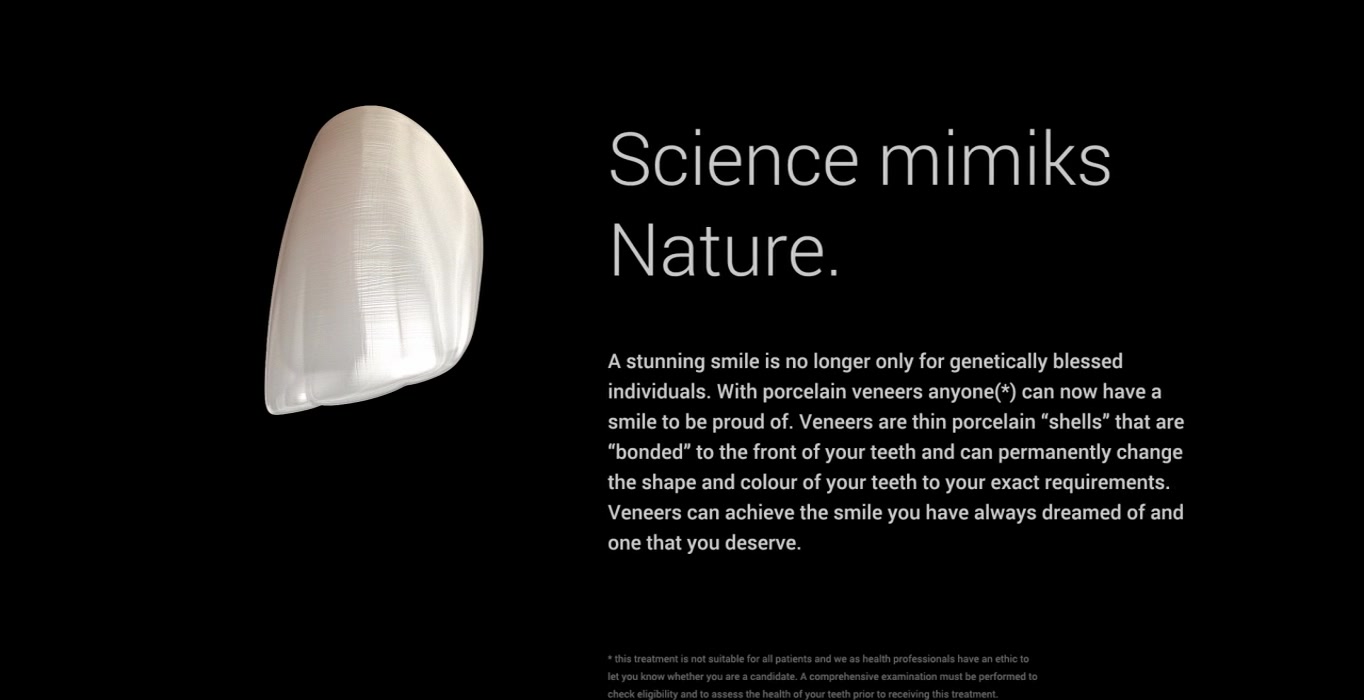 Science mimiks
Nature.
A stunning smile is no longer only for genetically blessed
individuals. With porcelain veneers anyone(*) can now have a
smile to be proud of. Veneers are thin porcelain “shells” that are
“bonded” to the front of your teeth and can permanently change
the shape and colour of your teeth to your exact requirements.
Veneers can achieve the smile you have always dreamed of and
one that you deserve.
* this treatment is not suitable for all patients and we as health professionals have an ethic to
let you know whether you are a candidate. A comprehensive examination must be performed to
check eligibility and to assess the health of your teeth prior to receiving this treatment.